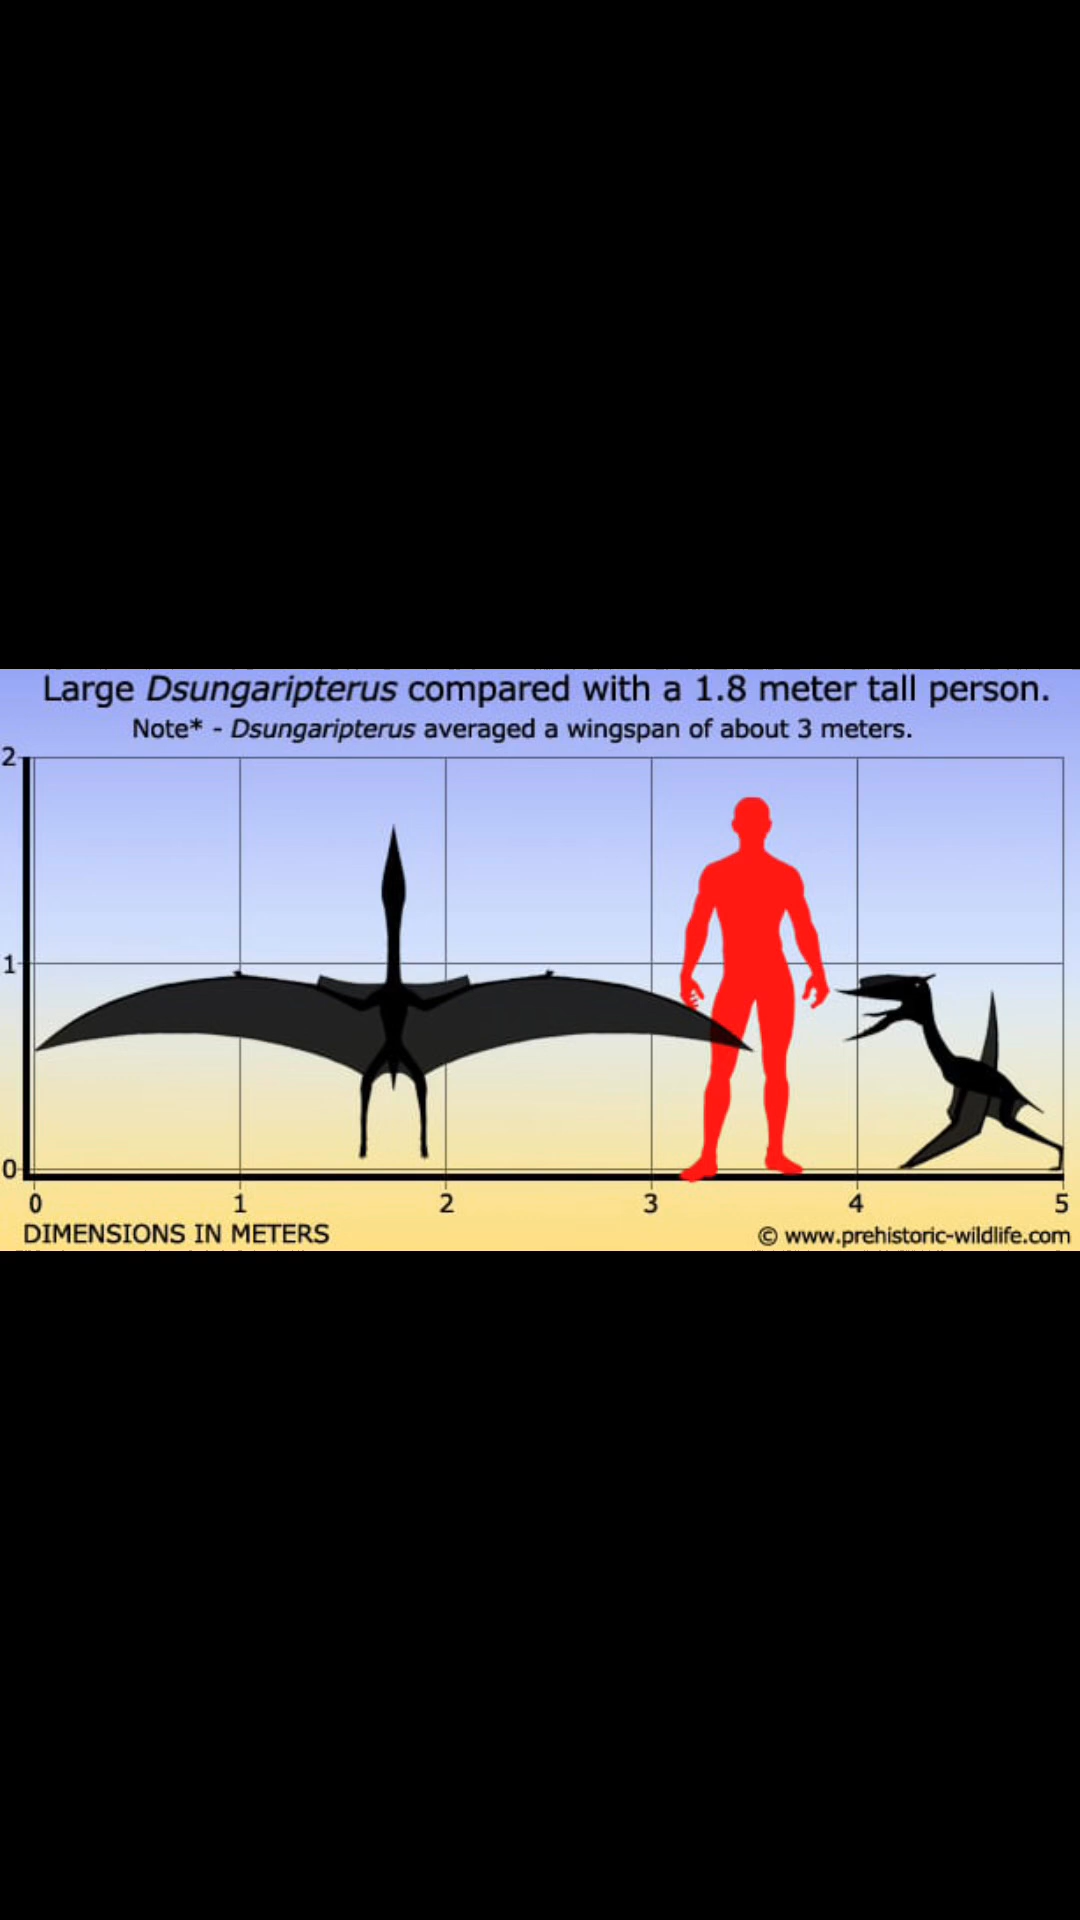 Large Dsungaripterus compared with a 1.8 meter tall person.
Note* - Dsungaripterus averaged a wingspan of about 3 meters.
2
1
0
0 1 2 3 4 5
DIMENSIONS IN METERS
© www.prehistoric-wildlife.com